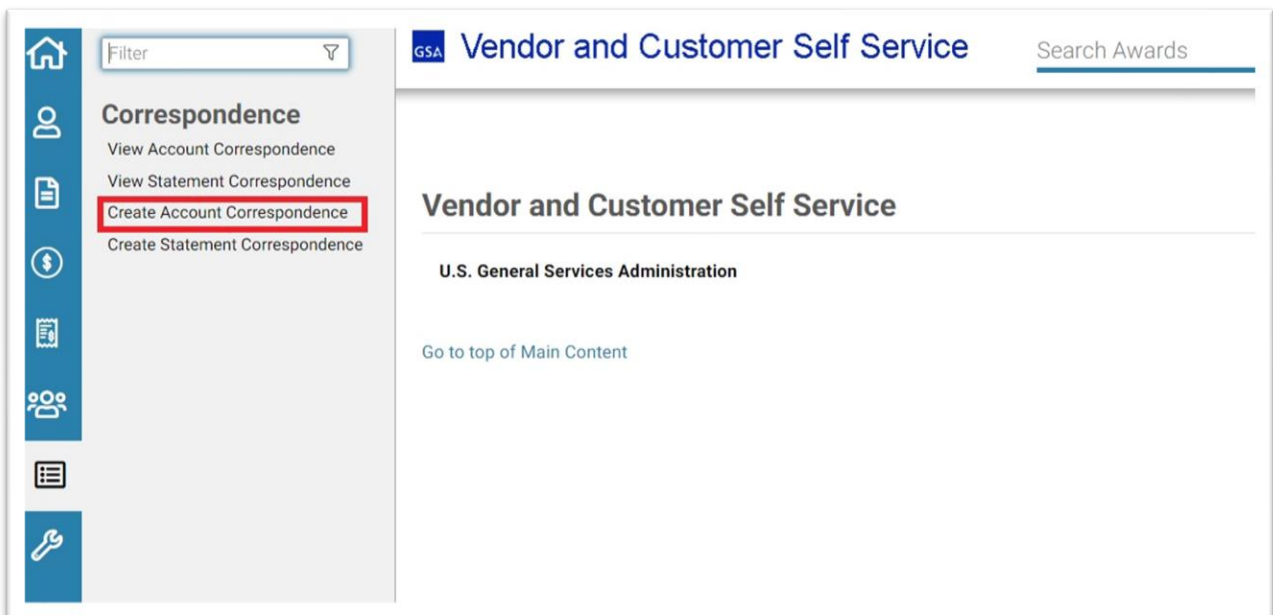 Filter
Correspondence
View Account Correspondence
View Statement Correspondence
Create Account Correspondence
Create Statement Correspondence
GSA Vendor and Customer Self Service
Search Awards
Vendor and Customer Self Service
U.S. General Services Administration
Go to top of Main Content